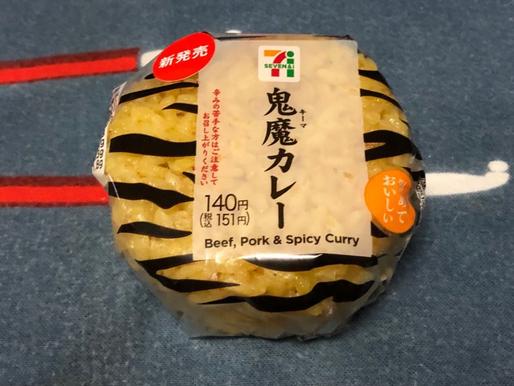 新発売
SEVEN&i
キーマ
鬼魔カレー
辛みの苦手な方はご注意して
お召し上がりください
140円
(税込 151円)
Beef, Pork & Spicy Curry
おいしい